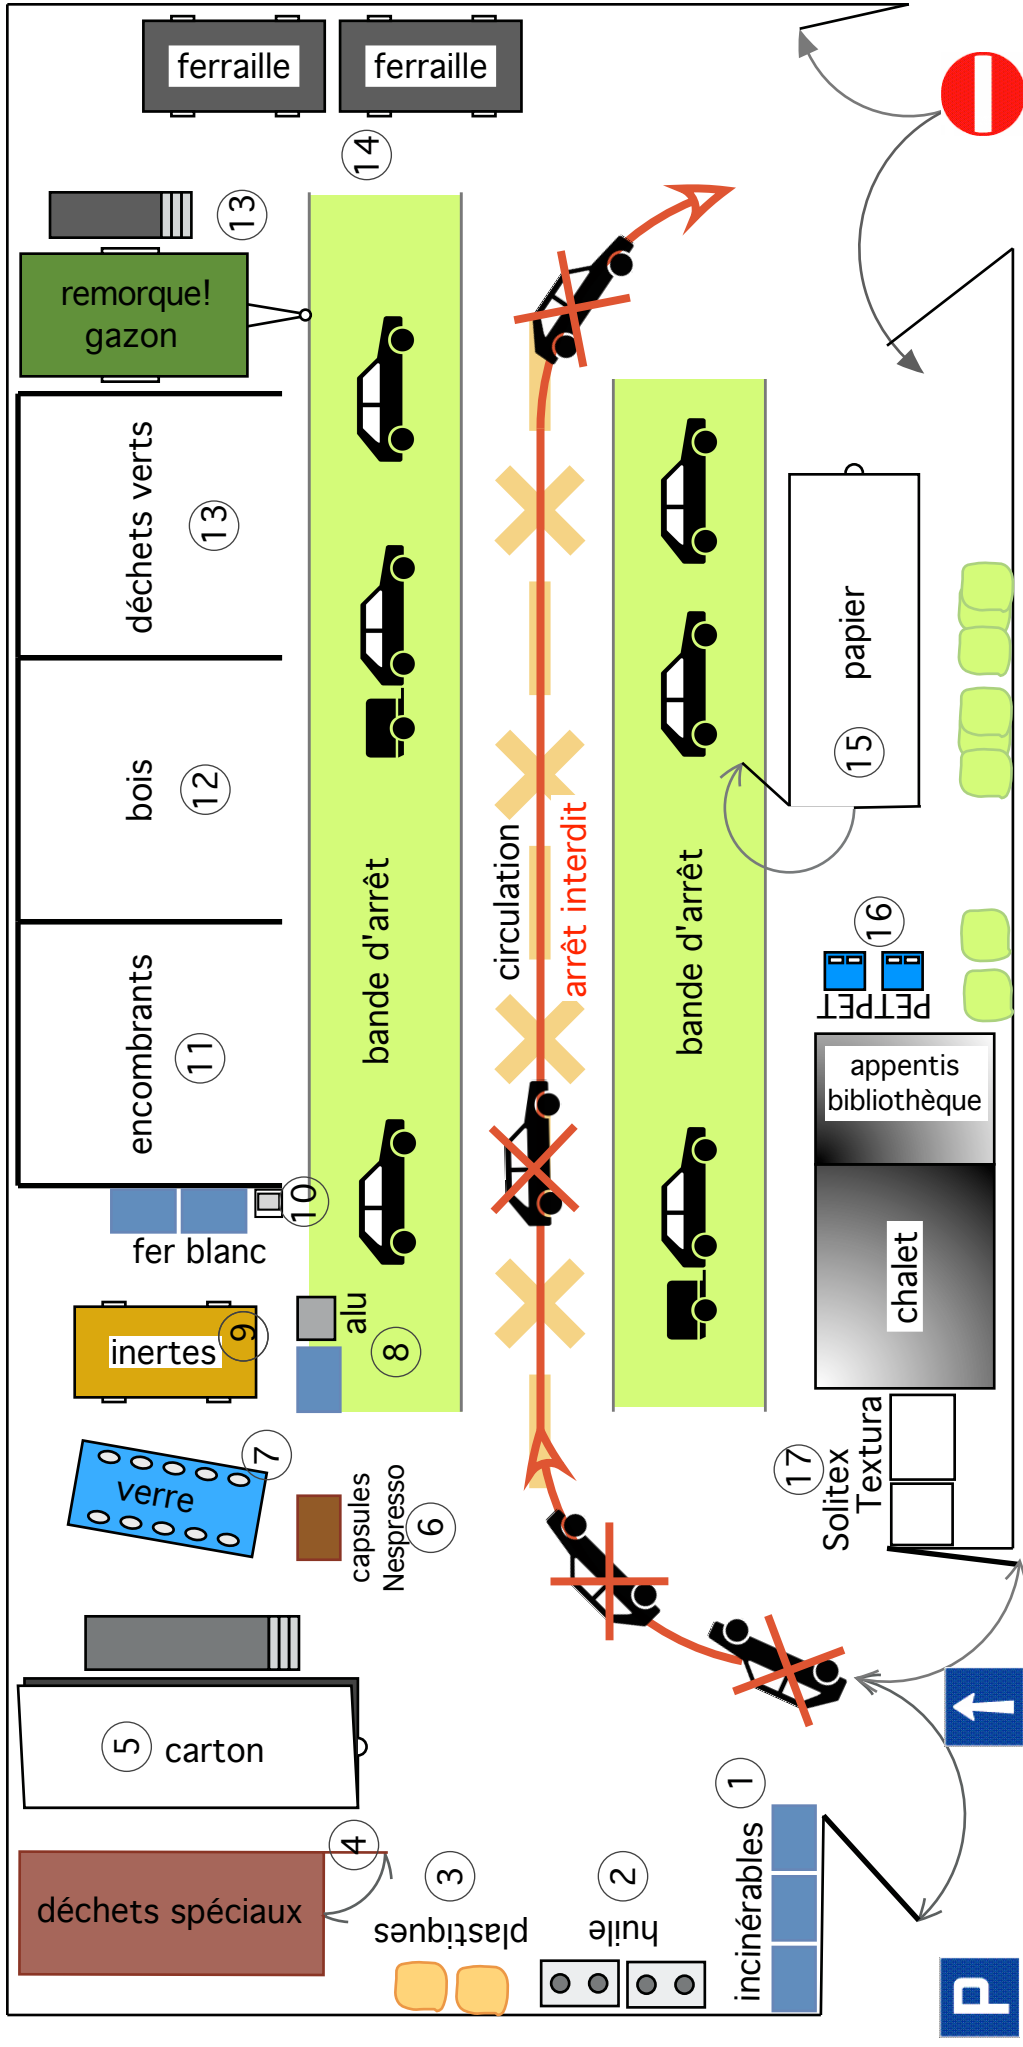 ferraille
ferraille
14
13
remorque!
gazon
déchets verts
13
bois
12
encombrants
11
10
fer blanc
inertes
9
alu
8
verre
7
capsules
Nespresso
6
5
carton
4
déchets spéciaux
3
plastiques
2
huile
1
incinérables
P
bande d'arrêt
circulation
arrêt interdit
bande d'arrêt
papier
15
16
PET
PET
appentis
bibliothèque
chalet
17
Solitex
Textura